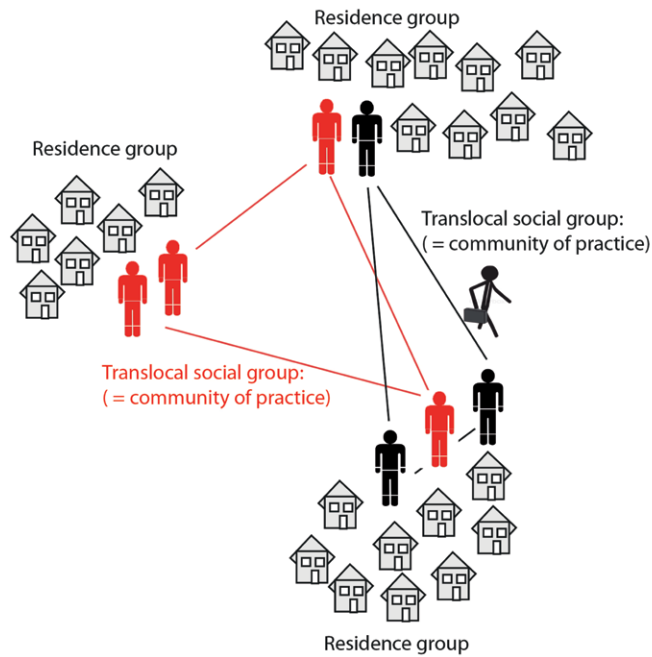 Residence group
Residence group
Translocal social group:
( = community of practice)
Translocal social group:
( = community of practice)
Residence group